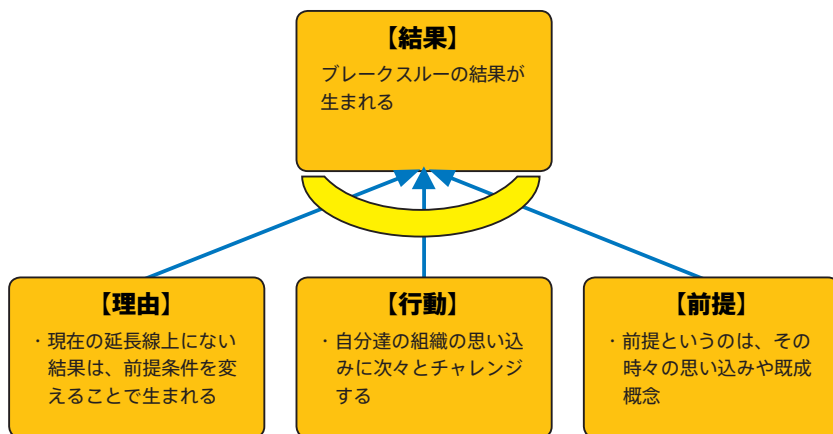 【結果】
ブレークスルーの結果が
生まれる
【理由】
・現在の延長線上にない
結果は、前提条件を変
えることで生まれる
【行動】
・自分達の組織の思い込
みに次々とチャレンジ
する
【前提】
・前提というのは、その
時々の思い込みや既成
概念